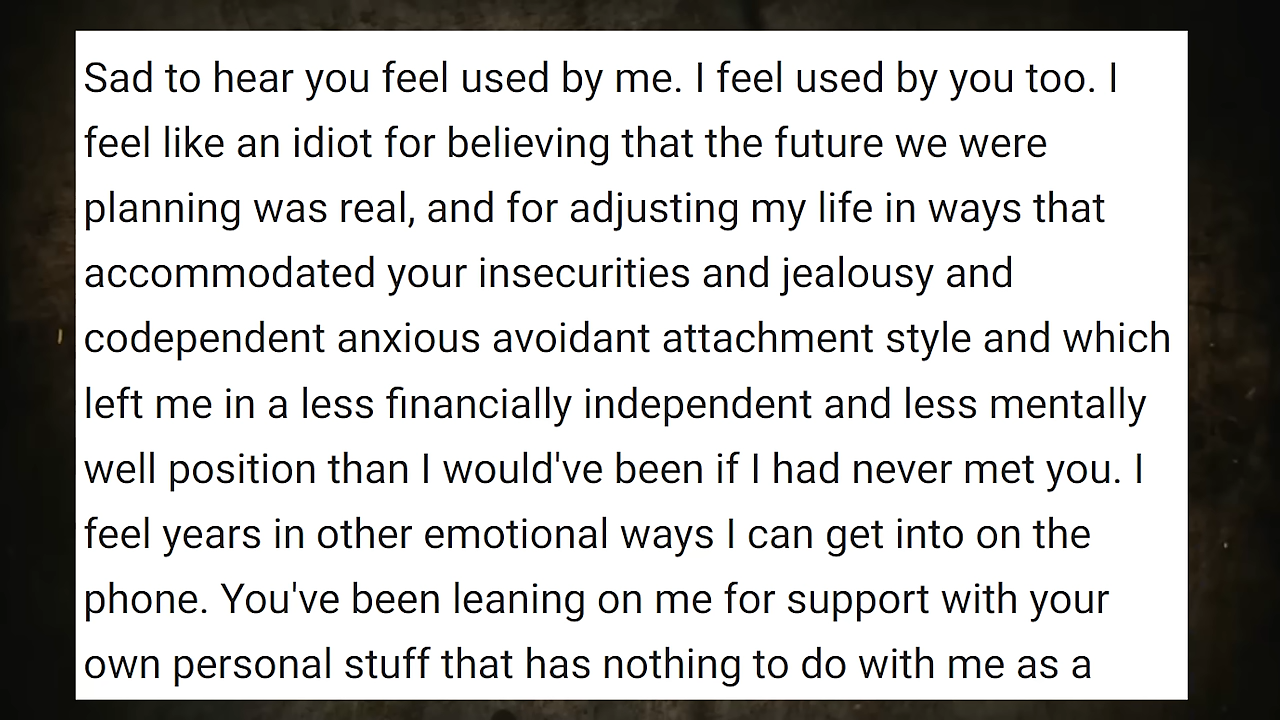 Sad to hear you feel used by me. I feel used by you too. I
feel like an idiot for believing that the future we were
planning was real, and for adjusting my life in ways that
accommodated your insecurities and jealousy and
codependent anxious avoidant attachment style and which
left me in a less financially independent and less mentally
well position than I would've been if I had never met you. I
feel years in other emotional ways I can get into on the
phone. You've been leaning on me for support with your
own personal stuff that has nothing to do with me as a